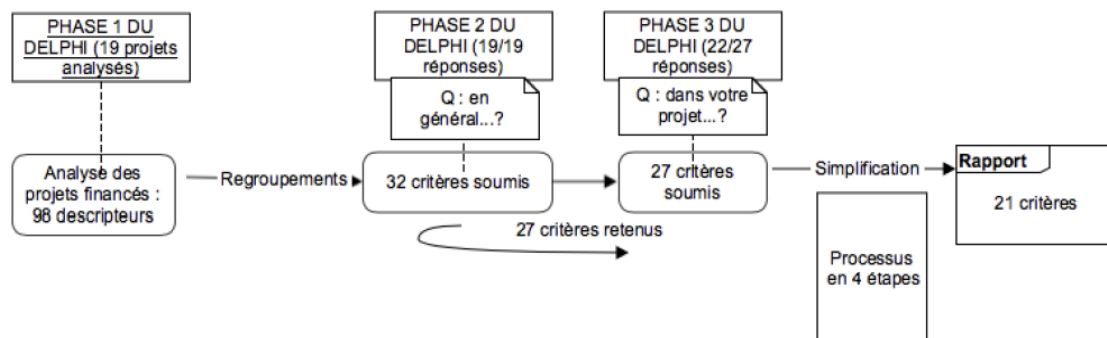 PHASE 1 DU
DELPHI (19 projets
analysés)
PHASE 2 DU
DELPHI (19/19
réponses)
PHASE 3 DU
DELPHI (22/27
réponses)
Q : en
général...?
Q : dans votre
projet...?
Analyse des
projets financés :
98 descripteurs
Regroupements
32 critères soumis
27 critères
soumis
Simplification
Rapport
21 critères
27 critères retenus
Processus
en 4 étapes